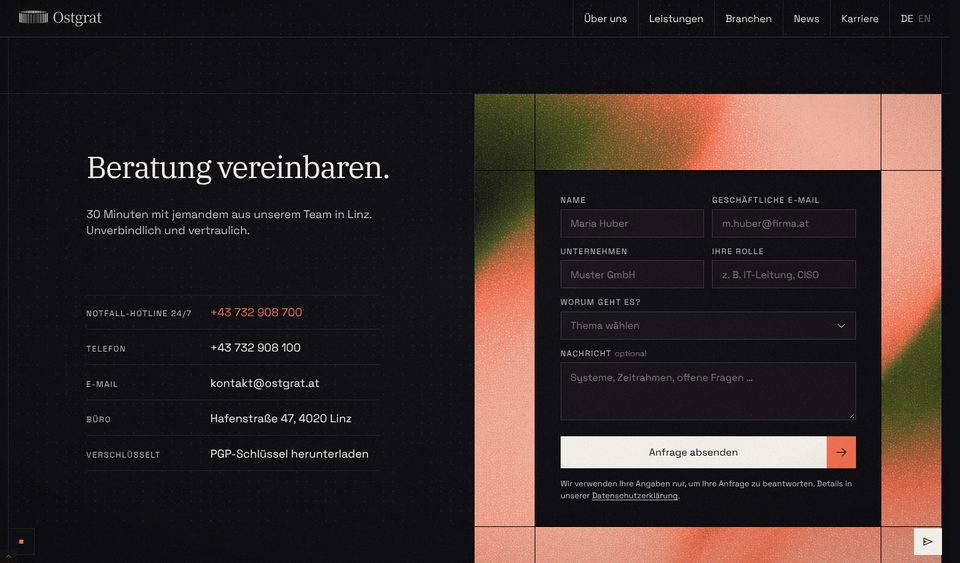 Ostgrat
Über uns
Leistungen
Branchen
News
Karriere
DE EN
Beratung vereinbaren.
30 Minuten mit jemandem aus unserem Team in Linz.
Unverbindlich und vertraulich.
NOTFALL-HOTLINE 24/7 +43 732 908 700
TELEFON +43 732 908 100
E-MAIL kontakt@ostgrat.at
BÜRO Hafenstraße 47, 4020 Linz
VERSCHLÜSSELT PGP-Schlüssel herunterladen
NAME
Maria Huber
GESCHÄFTLICHE E-MAIL
m.huber@firma.at
UNTERNEHMEN
Muster GmbH
IHRE ROLLE
z. B. IT-Leitung, CISO
WORUM GEHT ES?
Thema wählen
NACHRICHT optional
Systeme, Zeitrahmen, offene Fragen …
Anfrage absenden
Wir verwenden Ihre Angaben nur, um Ihre Anfrage zu beantworten. Details in
unserer Datenschutzerklärung.